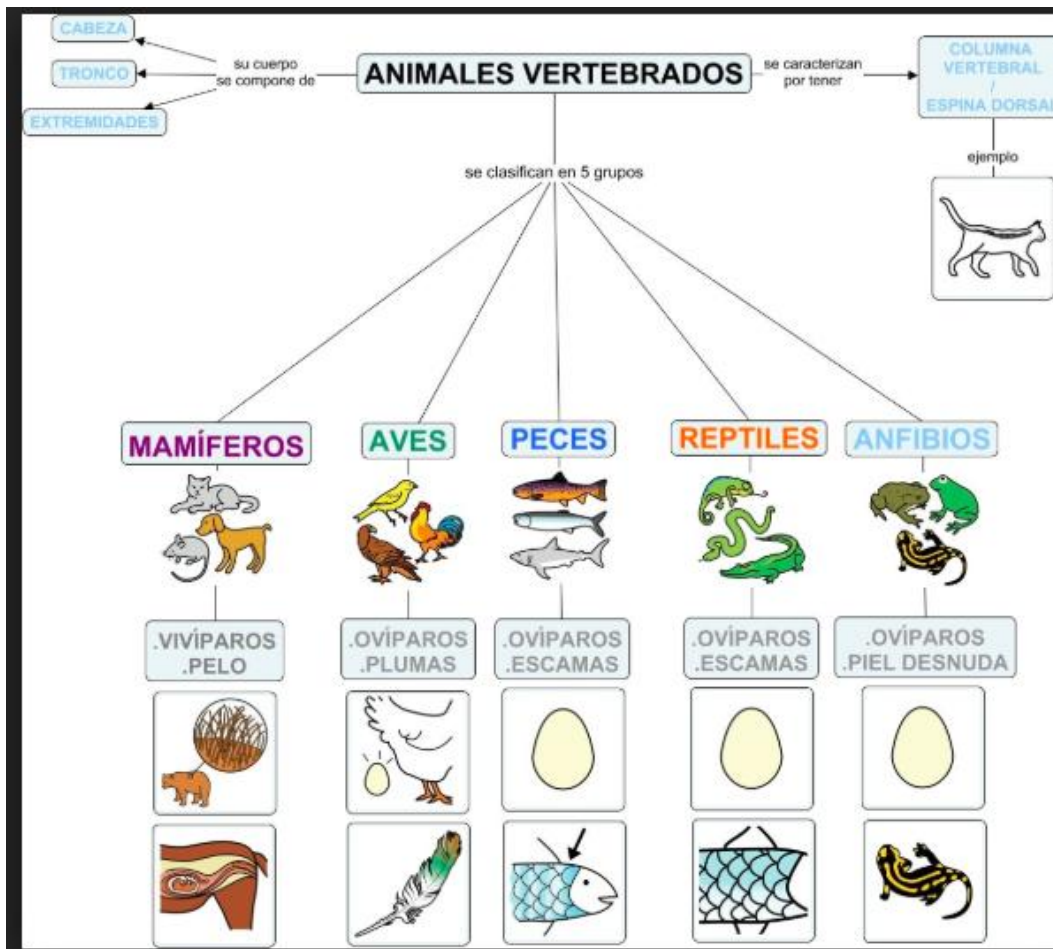 CABEZA
TRONCO
EXTREMIDADES
su cuerpo
se compone de
ANIMALES VERTEBRADOS
se caracterizan
por tener
COLUMNA
VERTEBRAL
/
ESPINA DORSAL
ejemplo
se clasifican en 5 grupos
MAMÍFEROS
AVES
PECES
REPTILES
ANFIBIOS
.VIVÍPAROS
.PELO
.OVÍPAROS
.PLUMAS
.OVÍPAROS
.ESCAMAS
.OVÍPAROS
.ESCAMAS
.OVÍPAROS
.PIEL DESNUDA